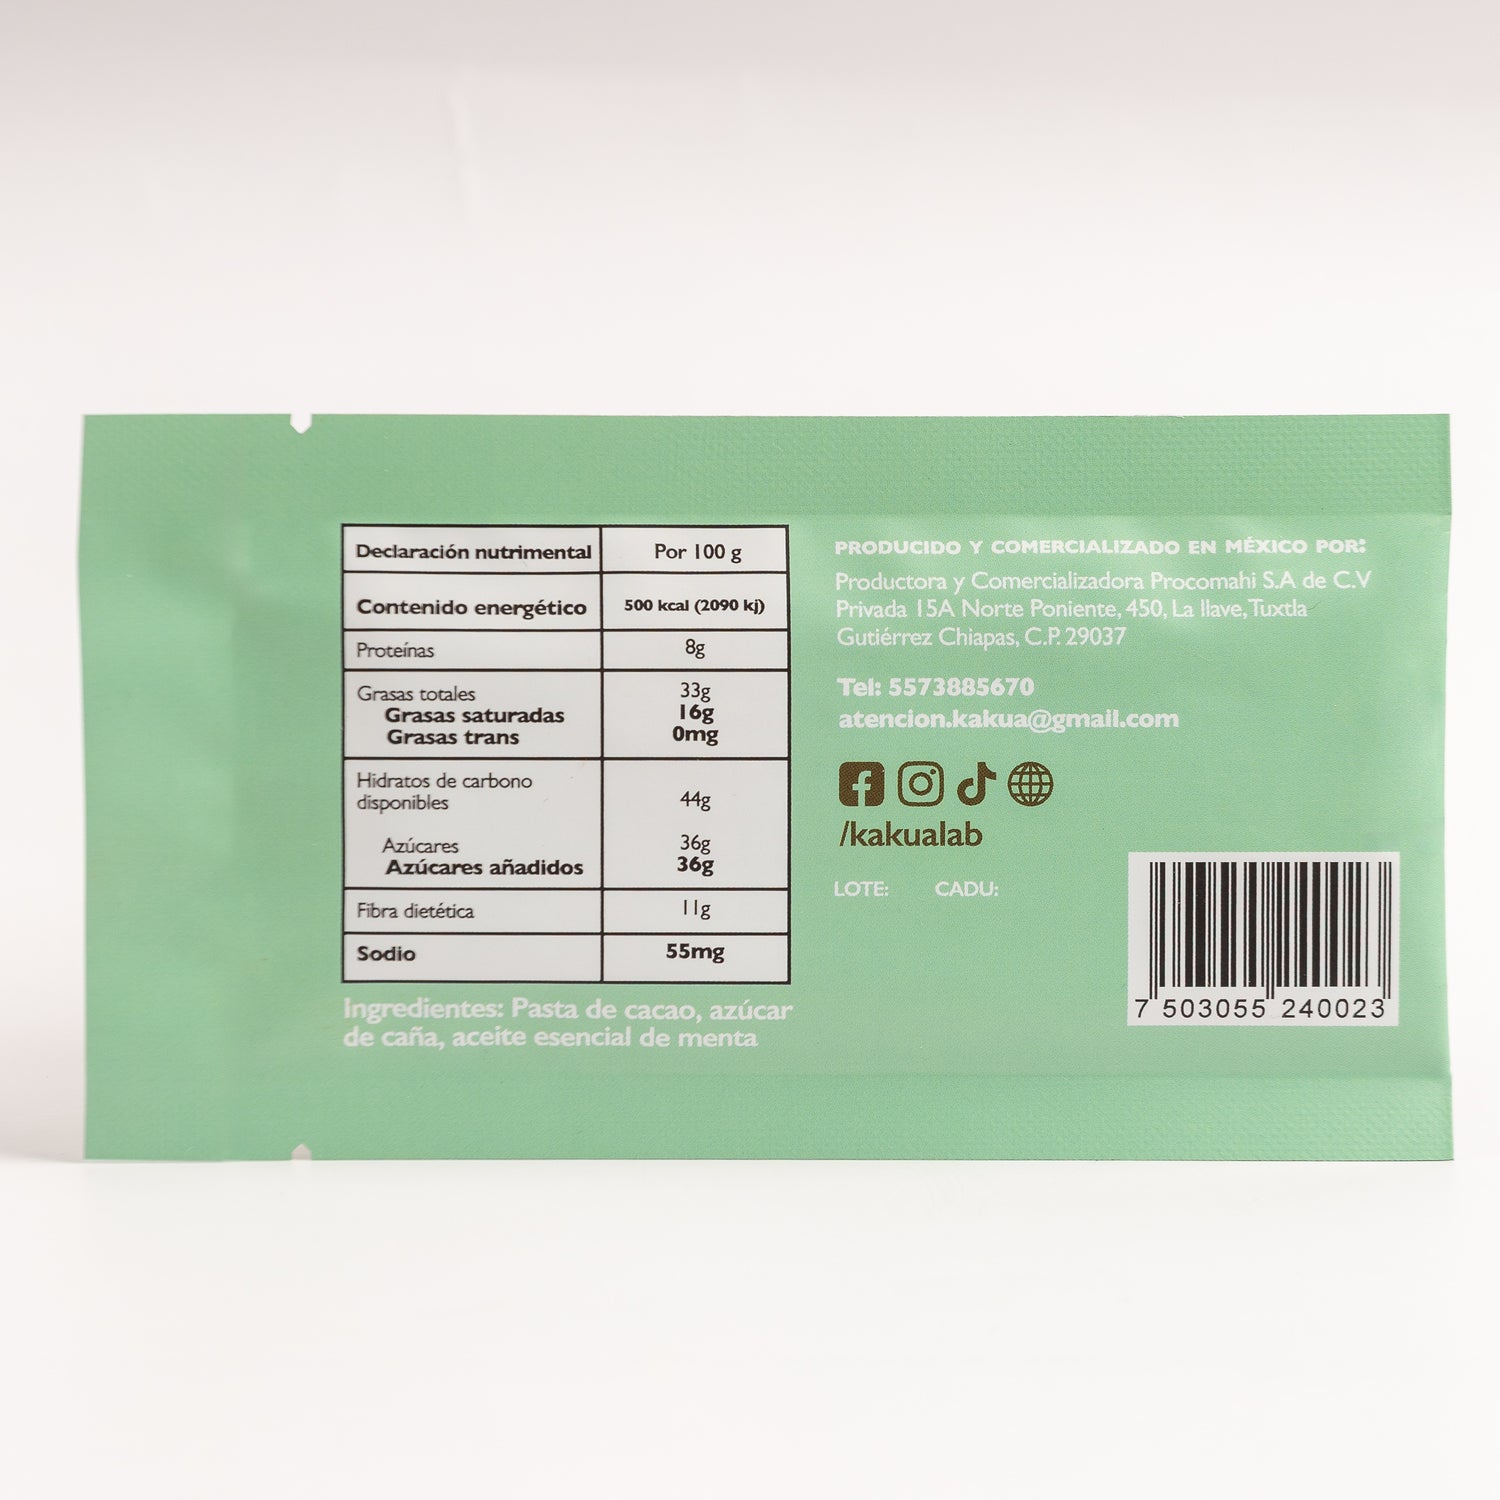 Declaración nutrimental Por 100 g
Contenido energético 500 kcal (2090 kj)
Proteínas 8g
Grasas totales 33g
Grasas saturadas 16g
Grasas trans 0mg
Hidratos de carbono
disponibles 44g
Azúcares 36g
Azúcares añadidos 36g
Fibra dietética 11g
Sodio 55mg
Ingredientes: Pasta de cacao, azúcar
de caña, aceite esencial de menta
PRODUCIDO Y COMERCIALIZADO EN MÉXICO POR:
Productora y Comercializadora Procomahi S.A de C.V
Privada 15A Norte Poniente, 450, La llave, Tuxtla
Gutiérrez Chiapas, C.P. 29037
Tel: 5573885670
atencion.kakua@gmail.com
/kakualab
LOTE: CADU:
7 503055 240023